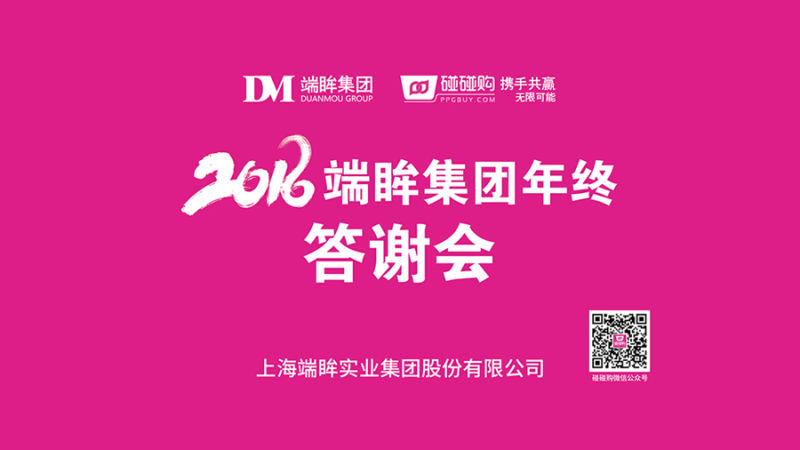 DM 端眸集团 DUANMOU GROUP
碰碰购 PPGBUY.COM 携手共赢 无限可能
2016 端眸集团年终
答谢会
上海端眸实业集团股份有限公司
碰碰购微信公众号